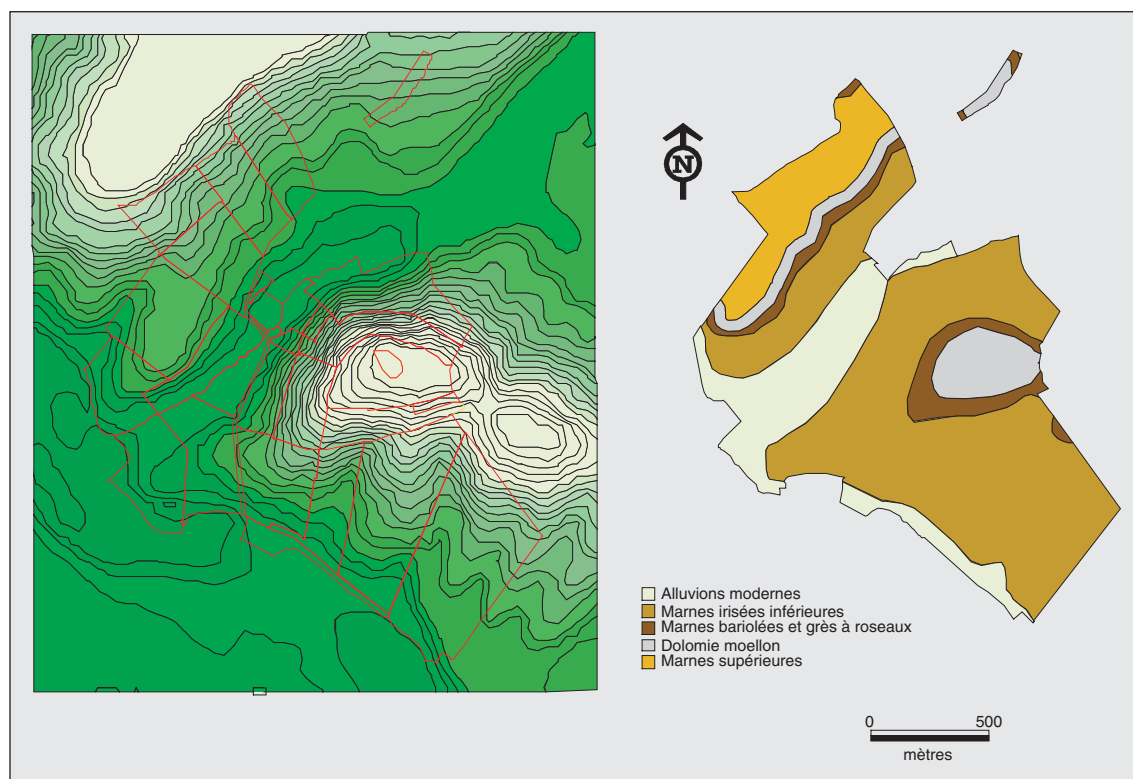 N
Alluvions modernes
Marnes irisées inférieures
Marnes bariolées et grès à roseaux
Dolomie moellon
Marnes supérieures
0 500
mètres